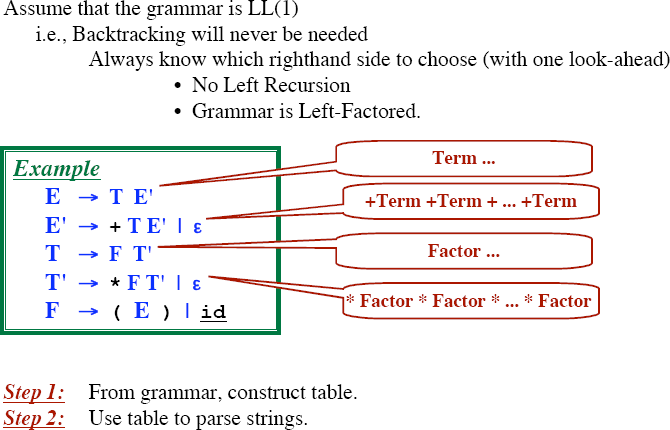 Assume that the grammar is LL(1)
i.e., Backtracking will never be needed
Always know which righthand side to choose (with one look-ahead)
• No Left Recursion
• Grammar is Left-Factored.
Example
E → T E'
E' → + T E' | ε
T → F T'
T' → * F T' | ε
F → ( E ) | id
Term ...
+Term +Term + ... +Term
Factor ...
* Factor * Factor * ... * Factor
Step 1: From grammar, construct table.
Step 2: Use table to parse strings.